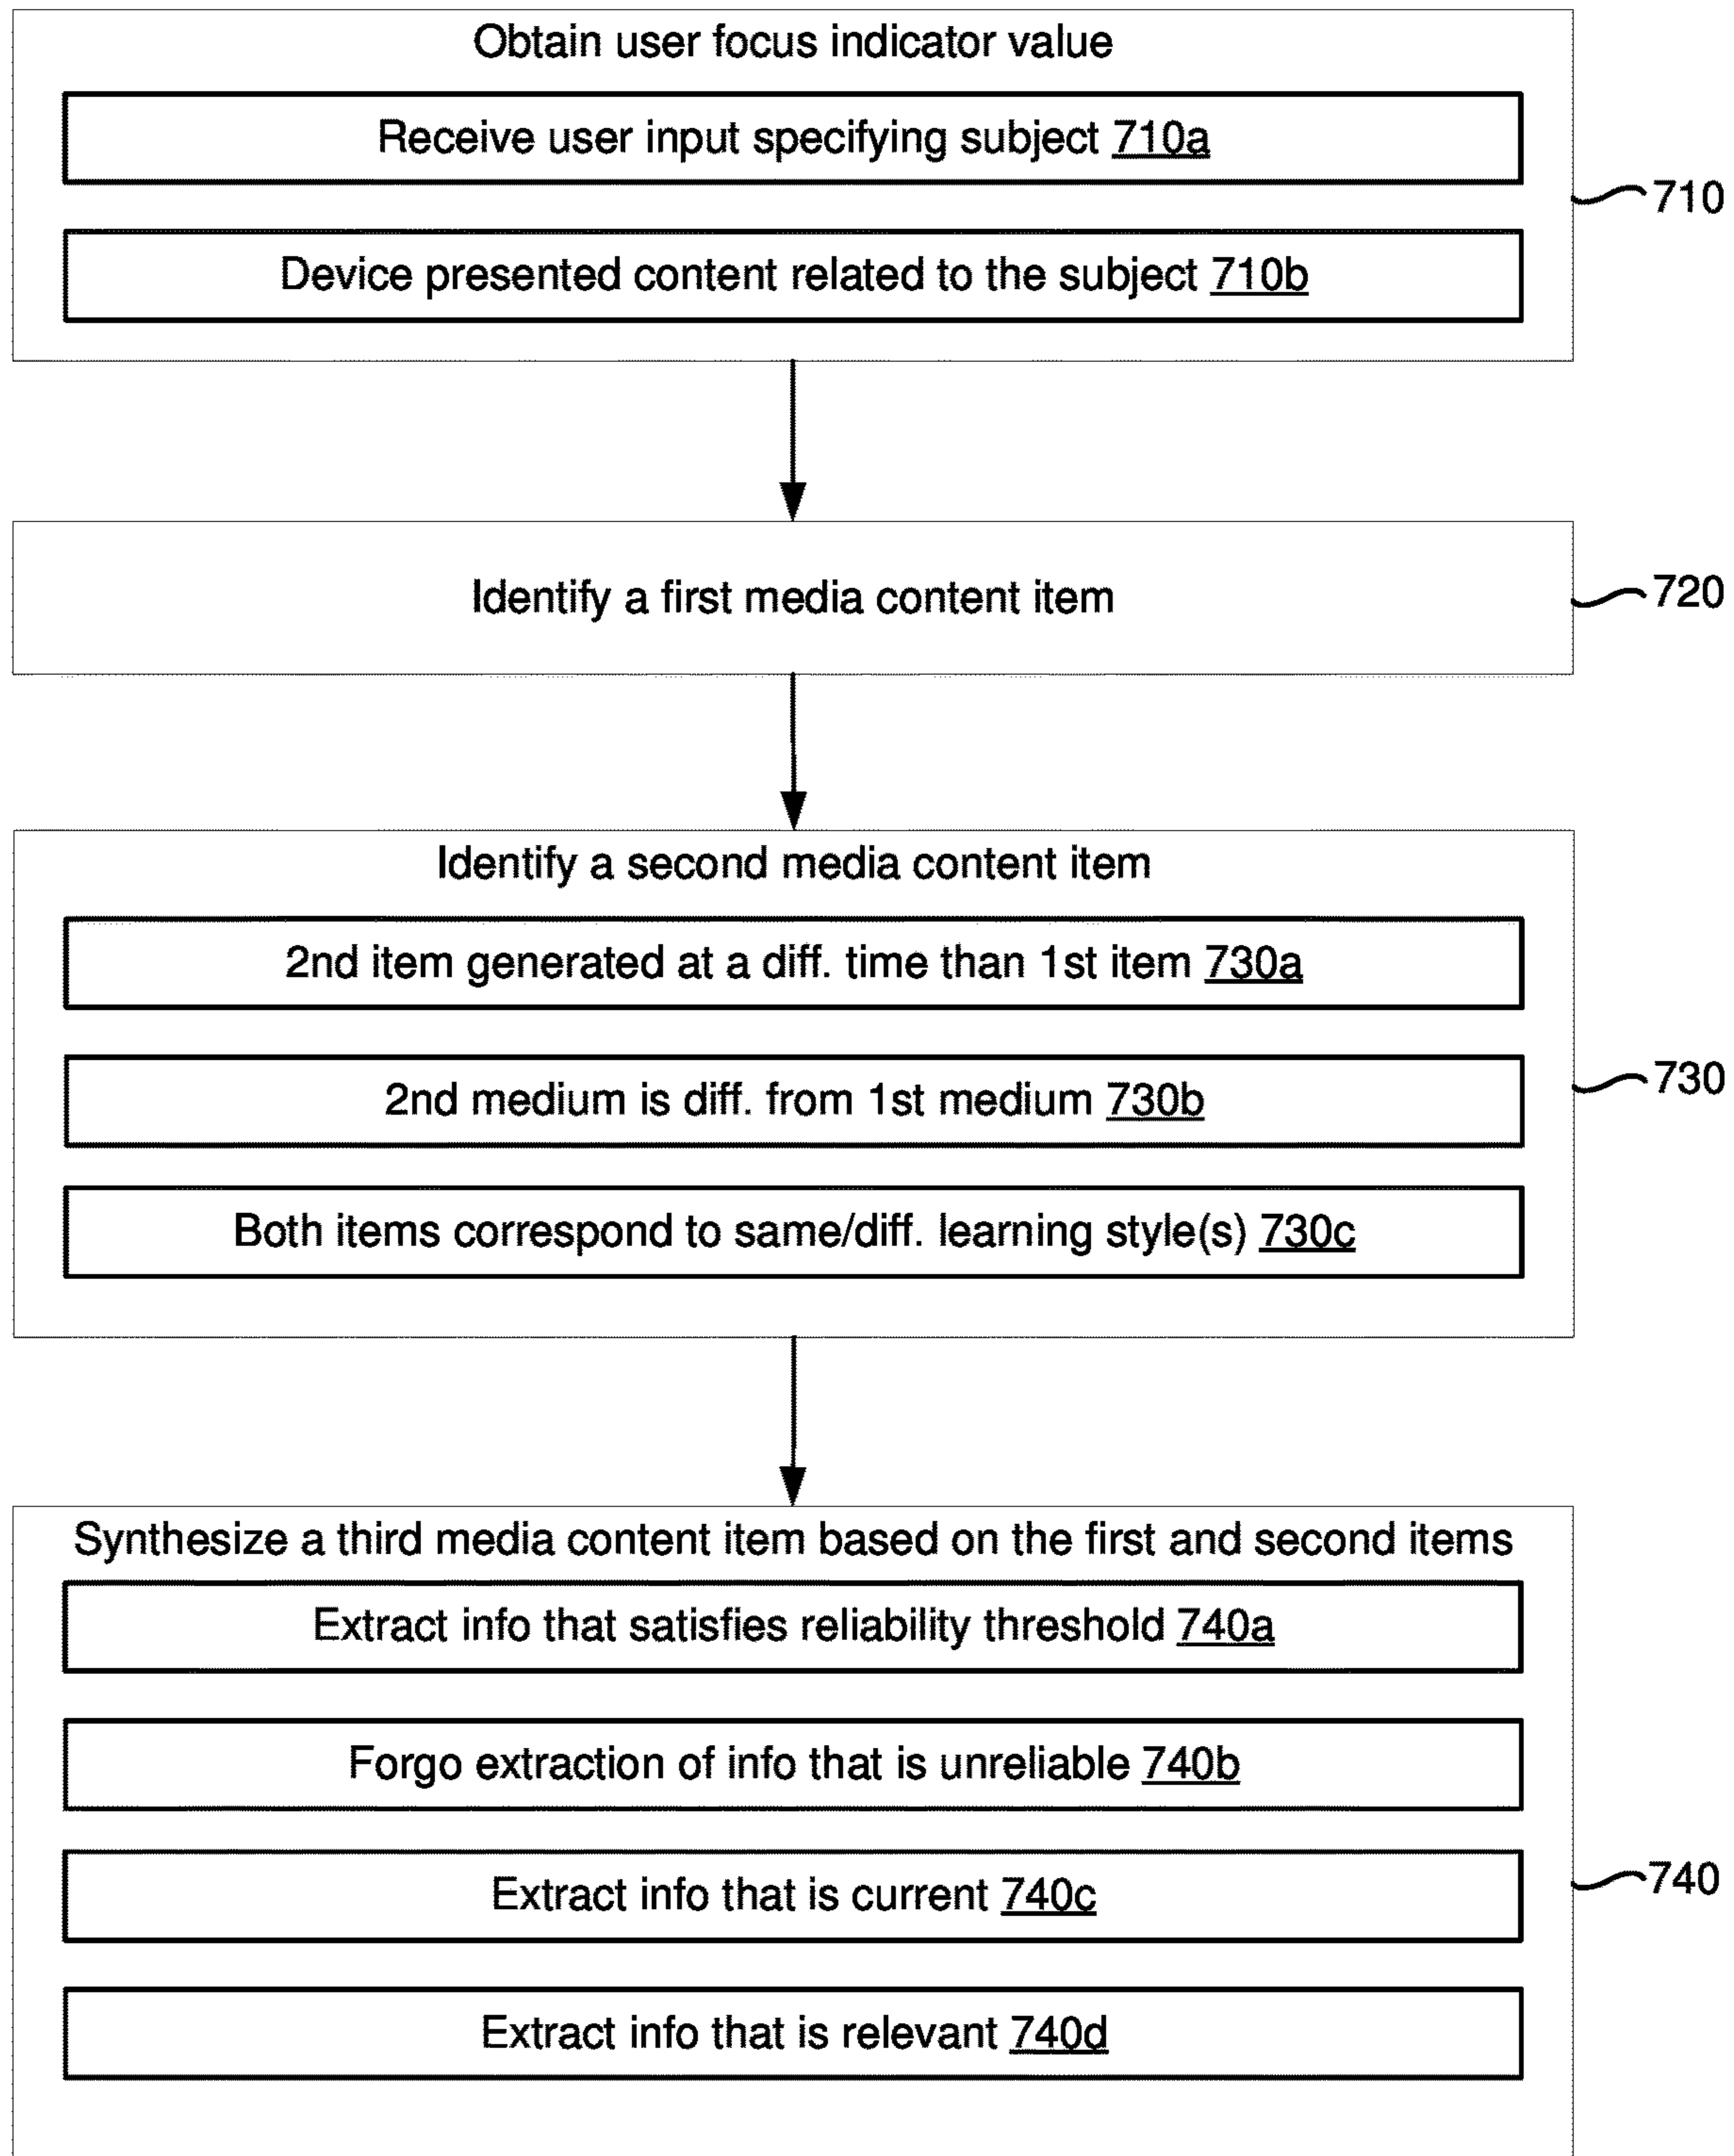 Obtain user focus indicator value
Receive user input specifying subject 710a
710
Device presented content related to the subject 710b
Identify a first media content item
720
Identify a second media content item
2nd item generated at a diff. time than 1st item 730a
730
2nd medium is diff. from 1st medium 730b
Both items correspond to same/diff. learning style(s) 730c
Synthesize a third media content item based on the first and second items
Extract info that satisfies reliability threshold 740a
Forgo extraction of info that is unreliable 740b
740
Extract info that is current 740c
Extract info that is relevant 740d